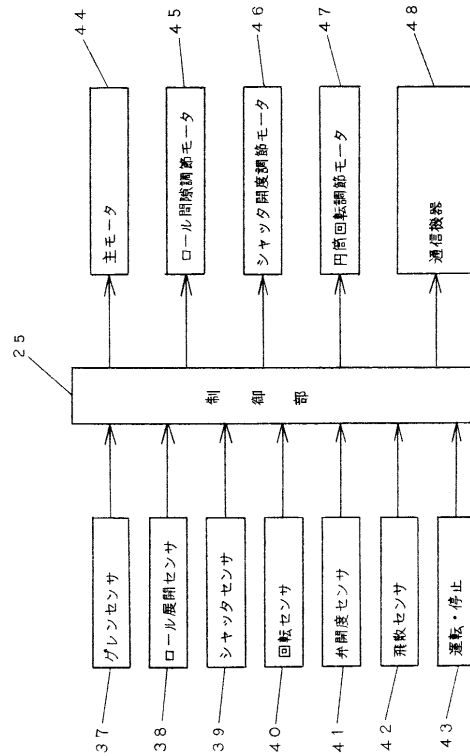 25
制御部
37
グレンセンサ
38
ロール展開センサ
39
シャッタセンサ
40
回転センサ
41
弁開度センサ
42
飛散センサ
43
運転・停止
44
主モータ
45
ロール間隙調節モータ
46
シャッタ開度調節モータ
47
円筒回転調節モータ
48
通信機器